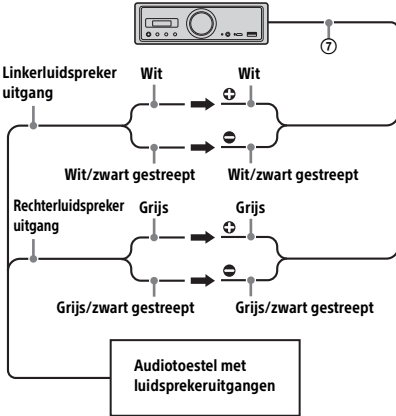 ⑦
Linkerluidspreker
uitgang
Wit
Wit
⊕
⊖
Wit/zwart gestreept
Wit/zwart gestreept
Rechterluidspreker
uitgang
Grijs
Grijs
⊕
⊖
Grijs/zwart gestreept
Grijs/zwart gestreept
Audiotoestel met
luidsprekeruitgangen